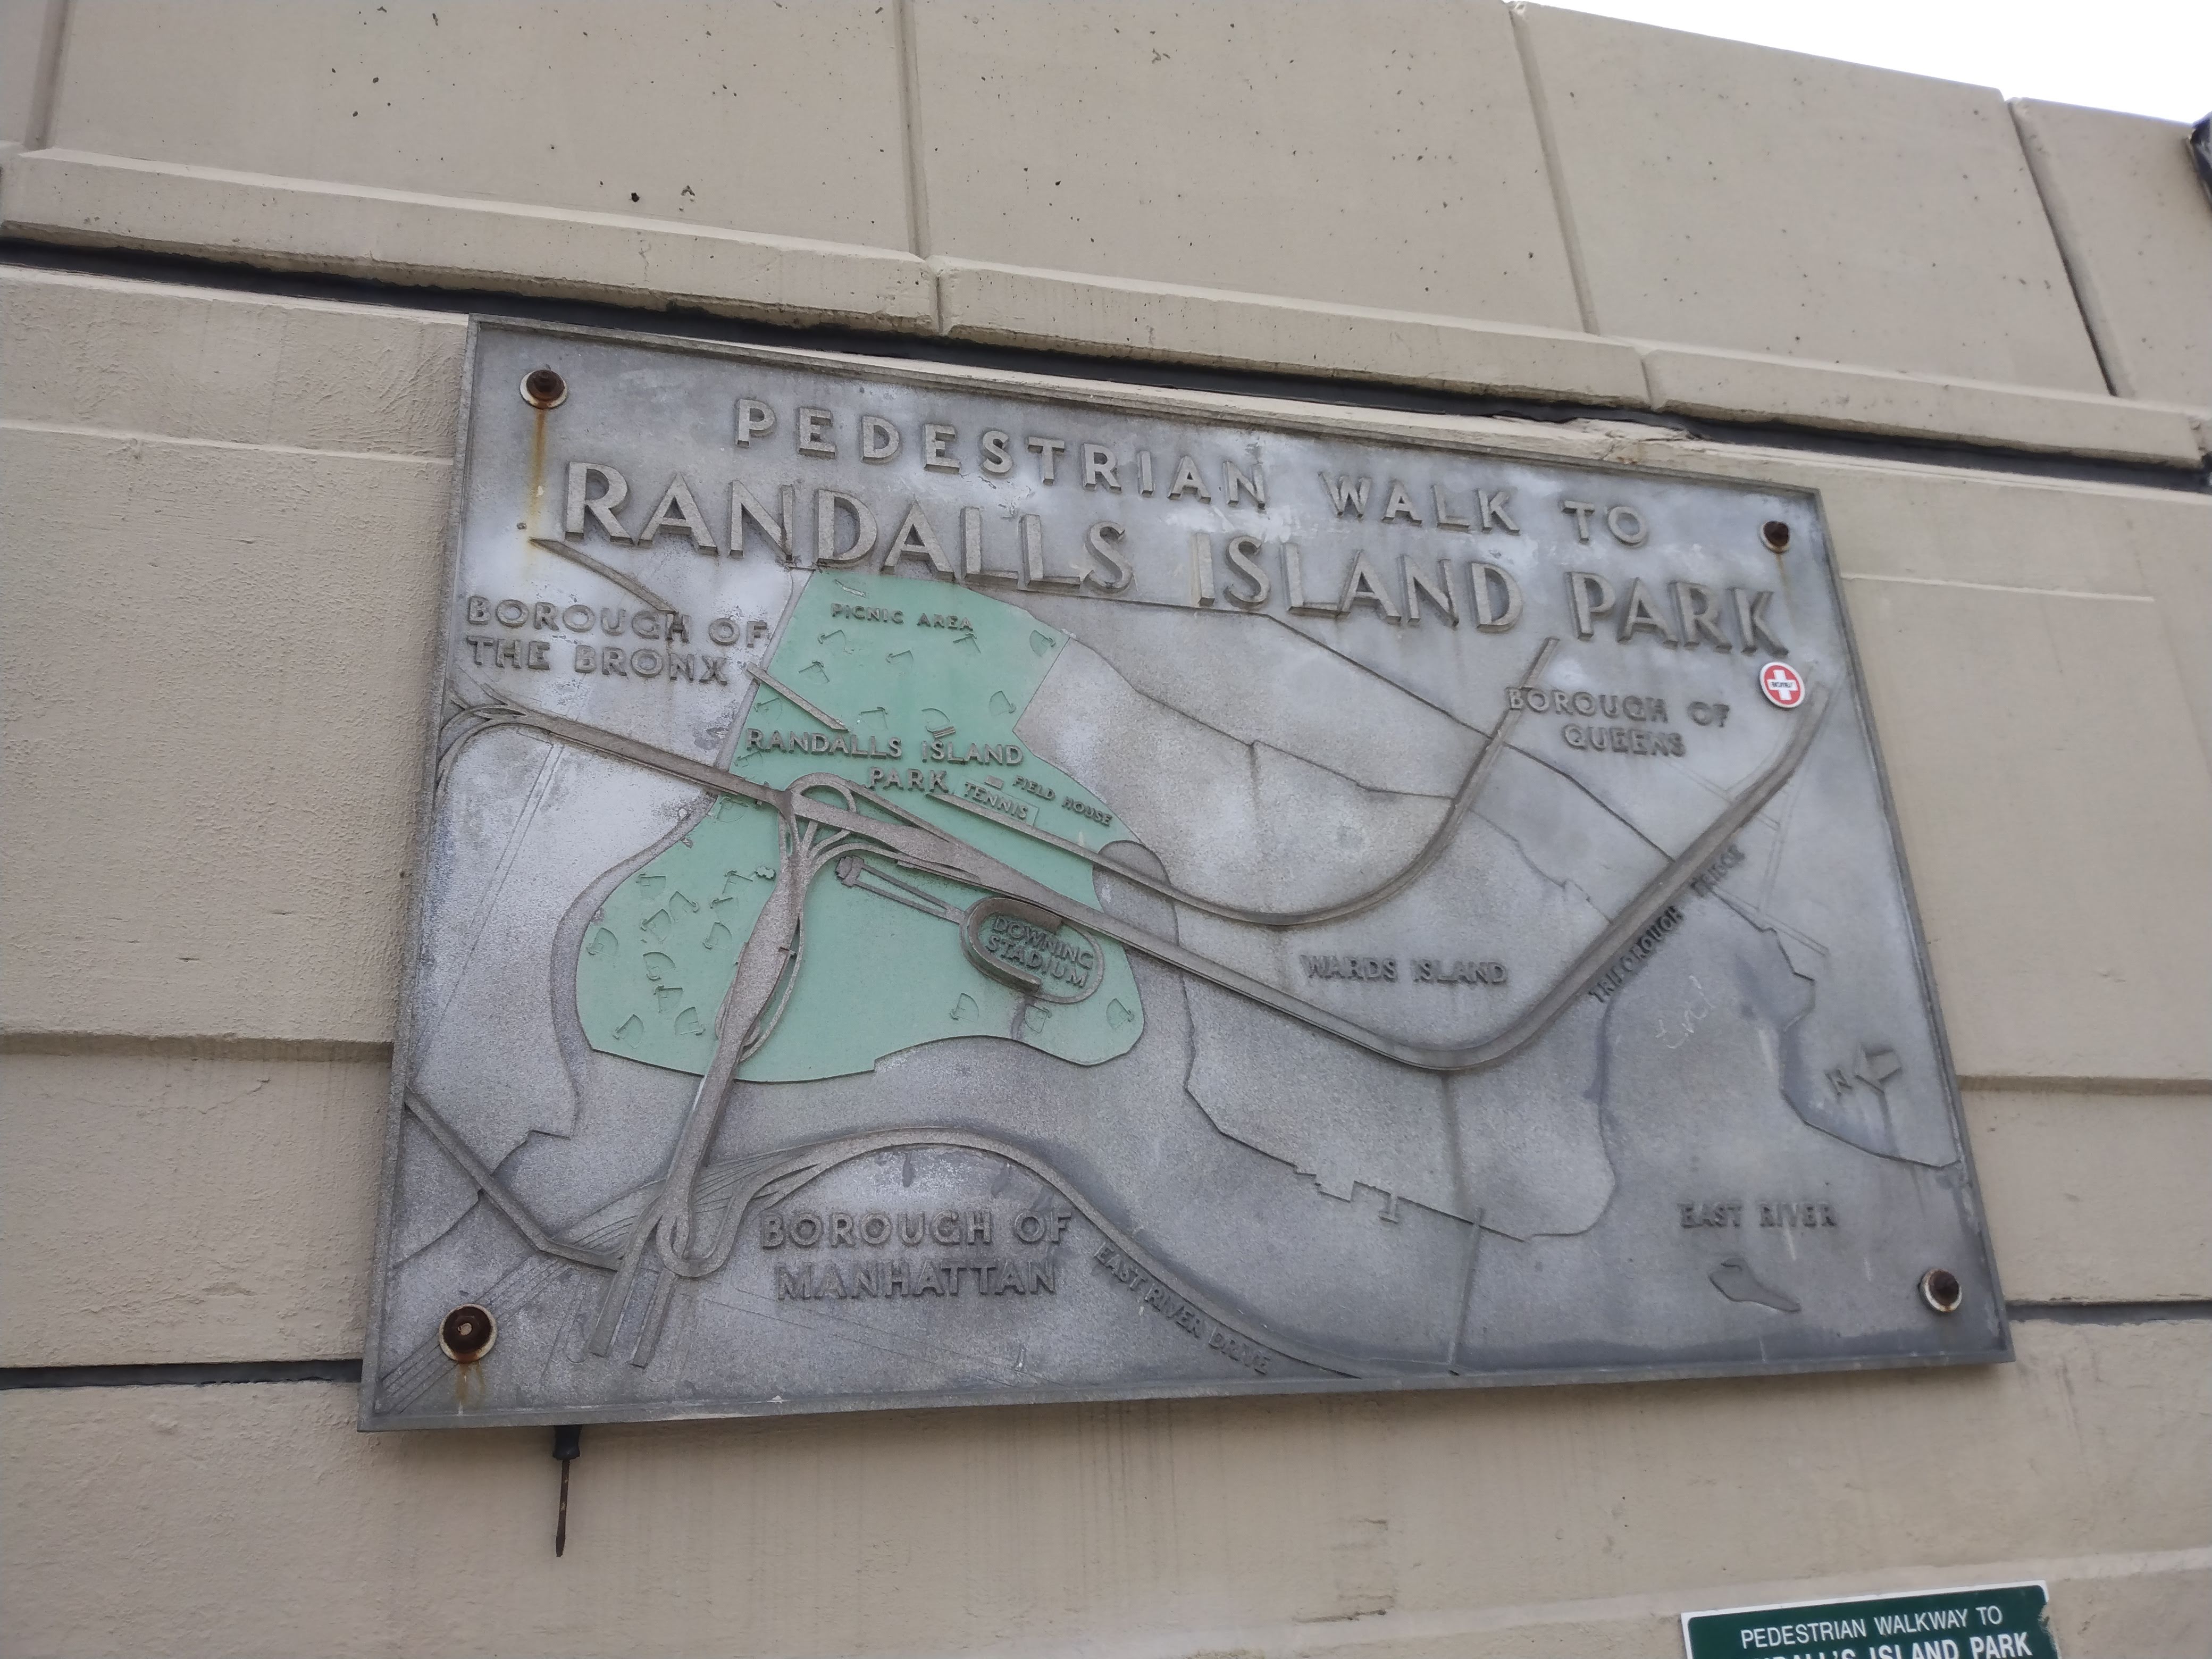 PEDESTRIAN WALK TO
RANDALLS ISLAND PARK
PICNIC AREA
BOROUGH OF
THE BRONX
BOROUGH OF
QUEENS
RANDALLS ISLAND
PARK
TENNIS
FIELD HOUSE
DOWNING
STADIUM
WARDS ISLAND
TRIBOROUGH BRIDGE
N
EAST RIVER
BOROUGH OF
MANHATTAN
EAST RIVER DRIVE
PEDESTRIAN WALKWAY TO
ISLAND PARK